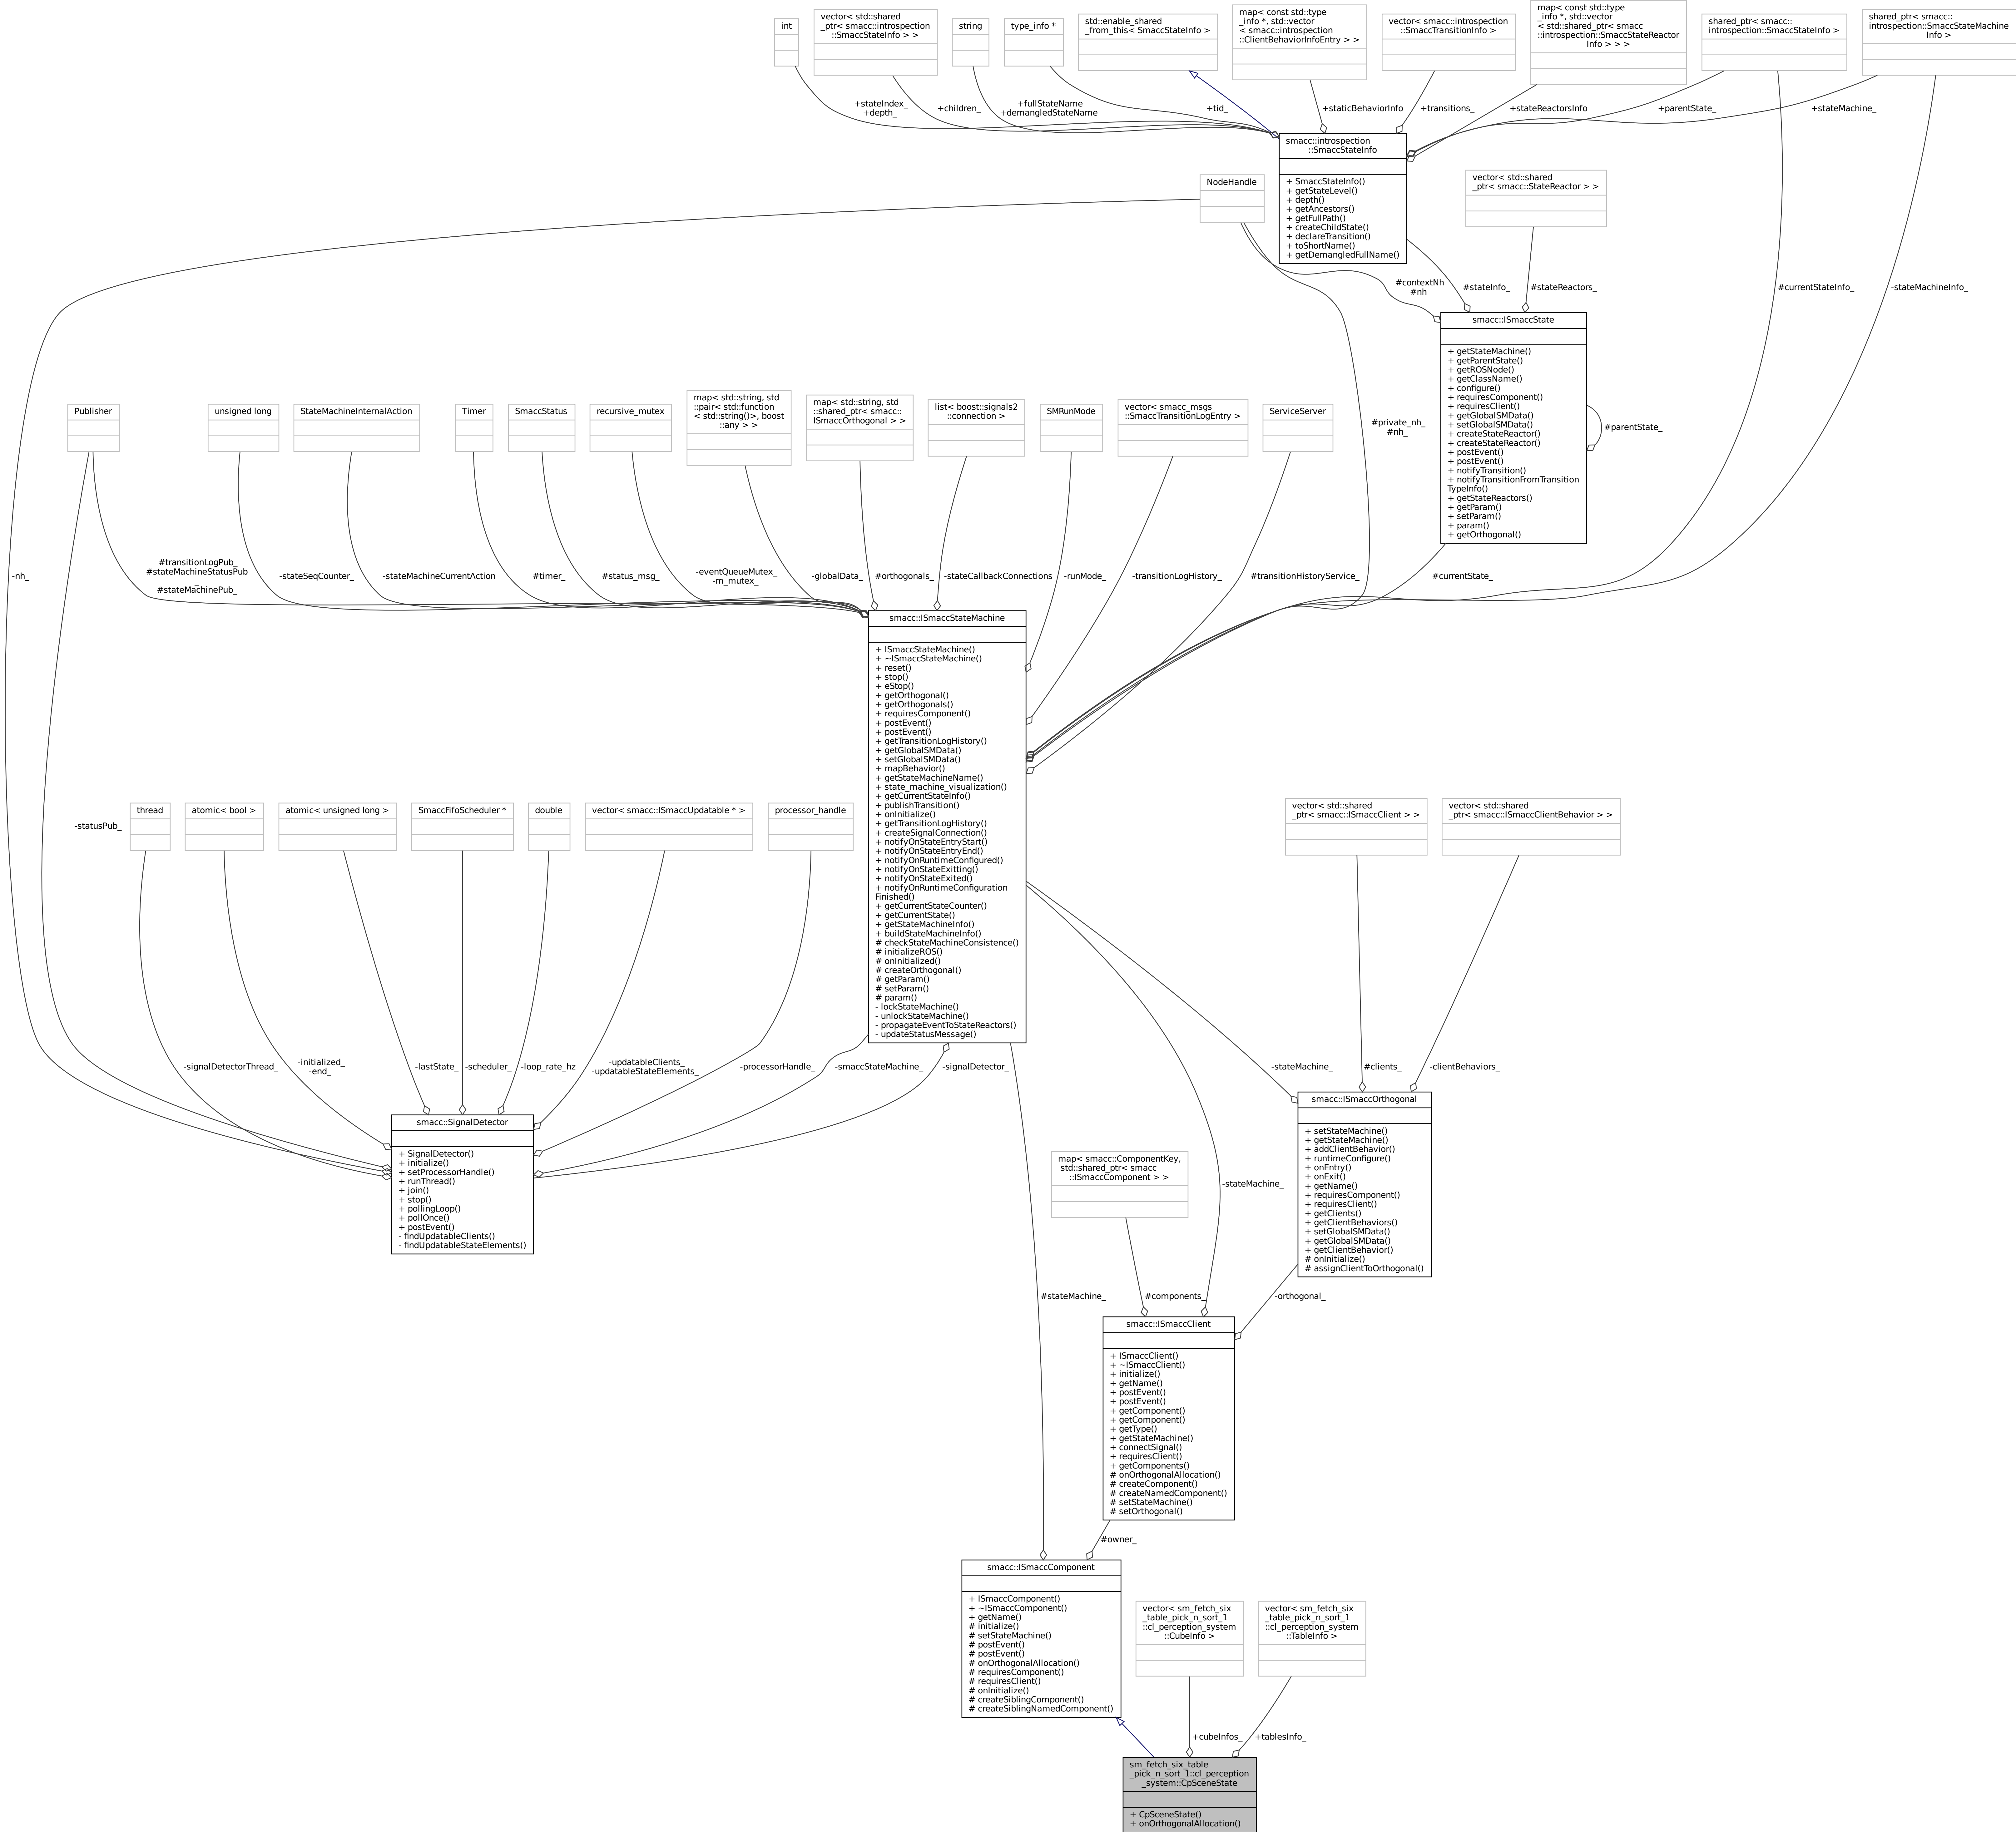 int
vector< std::shared
_ptr< smacc::introspection
::SmaccStateInfo > >
string
type_info *
std::enable_shared
_from_this< SmaccStateInfo >
map< const std::type
_info *, std::vector
< smacc::introspection
::ClientBehaviorInfoEntry > >
vector< smacc::introspection
::SmaccTransitionInfo >
map< const std::type
_info *, std::vector
< std::shared_ptr< smacc
::introspection::SmaccStateReactor
Info > > >
shared_ptr< smacc::
introspection::SmaccStateInfo >
shared_ptr< smacc::
introspection::SmaccStateMachine
Info >
+stateIndex_
+depth_
+children_
+fullStateName
+demangledStateName
+tid_
+staticBehaviorInfo
+transitions_
+stateReactorsInfo
+parentState_
+stateMachine_
smacc::introspection
::SmaccStateInfo
+ SmaccStateInfo()
+ getStateLevel()
+ depth()
+ getAncestors()
+ getFullPath()
+ createChildState()
+ declareTransition()
+ toShortName()
+ getDemangledFullName()
NodeHandle
vector< std::shared
_ptr< smacc::StateReactor > >
#contextNh
#nh
#stateInfo_
#stateReactors_
#currentStateInfo_
-stateMachineInfo_
smacc::ISmaccState
+ getStateMachine()
+ getParentState()
+ getROSNode()
+ getClassName()
+ configure()
+ requiresComponent()
+ requiresClient()
+ getGlobalSMData()
+ setGlobalSMData()
+ createStateReactor()
+ createStateReactor()
+ postEvent()
+ postEvent()
+ notifyTransition()
+ notifyTransitionFromTransition
TypeInfo()
+ getStateReactors()
+ getParam()
+ setParam()
+ param()
+ getOrthogonal()
#parentState_
Publisher
unsigned long
StateMachineInternalAction
Timer
SmaccStatus
recursive_mutex
map< std::string, std
::pair< std::function
< std::string()>, boost
::any > >
map< std::string, std
::shared_ptr< smacc::
ISmaccOrthogonal > >
list< boost::signals2
::connection >
SMRunMode
vector< smacc_msgs
::SmaccTransitionLogEntry >
ServiceServer
#private_nh_
#nh_
-nh_
#transitionLogPub_
#stateMachineStatusPub
_
#stateMachinePub_
-stateSeqCounter_
-stateMachineCurrentAction
#timer_
#status_msg_
-eventQueueMutex_
-m_mutex_
-globalData_
#orthogonals_
-stateCallbackConnections
-runMode_
-transitionLogHistory_
#transitionHistoryService_
#currentState_
smacc::ISmaccStateMachine
+ ISmaccStateMachine()
+ ~ISmaccStateMachine()
+ reset()
+ stop()
+ eStop()
+ getOrthogonal()
+ getOrthogonals()
+ requiresComponent()
+ postEvent()
+ postEvent()
+ getTransitionLogHistory()
+ getGlobalSMData()
+ setGlobalSMData()
+ mapBehavior()
+ getStateMachineName()
+ state_machine_visualization()
+ getCurrentStateInfo()
+ publishTransition()
+ onInitialize()
+ getTransitionLogHistory()
+ createSignalConnection()
+ notifyOnStateEntryStart()
+ notifyOnStateEntryEnd()
+ notifyOnRuntimeConfigured()
+ notifyOnStateExitting()
+ notifyOnStateExited()
+ notifyOnRuntimeConfiguration
Finished()
+ getCurrentStateCounter()
+ getCurrentState()
+ getStateMachineInfo()
+ buildStateMachineInfo()
# checkStateMachineConsistence()
# initializeROS()
# onInitialized()
# createOrthogonal()
# getParam()
# setParam()
# param()
- lockStateMachine()
- unlockStateMachine()
- propagateEventToStateReactors()
- updateStatusMessage()
thread
atomic< bool >
atomic< unsigned long >
SmaccFifoScheduler *
double
vector< smacc::ISmaccUpdatable * >
processor_handle
vector< std::shared
_ptr< smacc::ISmaccClient > >
vector< std::shared
_ptr< smacc::ISmaccClientBehavior > >
-statusPub_
-signalDetectorThread_
-initialized_
-end_
-lastState_
-scheduler_
-loop_rate_hz
-updatableClients_
-updatableStateElements_
-processorHandle_
-smaccStateMachine_
-signalDetector_
-stateMachine_
#clients_
-clientBehaviors_
smacc::SignalDetector
+ SignalDetector()
+ initialize()
+ setProcessorHandle()
+ runThread()
+ join()
+ stop()
+ pollingLoop()
+ pollOnce()
+ postEvent()
- findUpdatableClients()
- findUpdatableStateElements()
smacc::ISmaccOrthogonal
+ setStateMachine()
+ getStateMachine()
+ addClientBehavior()
+ runtimeConfigure()
+ onEntry()
+ onExit()
+ getName()
+ requiresComponent()
+ requiresClient()
+ getClients()
+ getClientBehaviors()
+ setGlobalSMData()
+ getGlobalSMData()
+ getClientBehavior()
# onInitialize()
# assignClientToOrthogonal()
map< smacc::ComponentKey,
std::shared_ptr< smacc
::ISmaccComponent > >
-stateMachine_
#stateMachine_
#components_
-orthogonal_
smacc::ISmaccClient
+ ISmaccClient()
+ ~ISmaccClient()
+ initialize()
+ getName()
+ postEvent()
+ postEvent()
+ getComponent()
+ getComponent()
+ getType()
+ getStateMachine()
+ connectSignal()
+ requiresClient()
+ getComponents()
# onOrthogonalAllocation()
# createComponent()
# createNamedComponent()
# setStateMachine()
# setOrthogonal()
#owner_
smacc::ISmaccComponent
+ ISmaccComponent()
+ ~ISmaccComponent()
+ getName()
# initialize()
# setStateMachine()
# postEvent()
# postEvent()
# onOrthogonalAllocation()
# requiresComponent()
# requiresClient()
# onInitialize()
# createSiblingComponent()
# createSiblingNamedComponent()
vector< sm_fetch_six
_table_pick_n_sort_1
::cl_perception_system
::CubeInfo >
vector< sm_fetch_six
_table_pick_n_sort_1
::cl_perception_system
::TableInfo >
+cubeInfos_
+tablesInfo_
sm_fetch_six_table
_pick_n_sort_1::cl_perception
_system::CpSceneState
+ CpSceneState()
+ onOrthogonalAllocation()